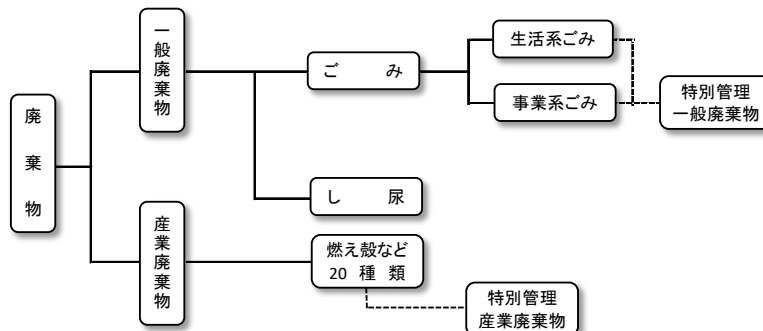 廃棄物
一般廃棄物
ごみ
生活系ごみ
事業系ごみ
特別管理
一般廃棄物
し尿
産業廃棄物
燃え殻など
20 種 類
特別管理
産業廃棄物